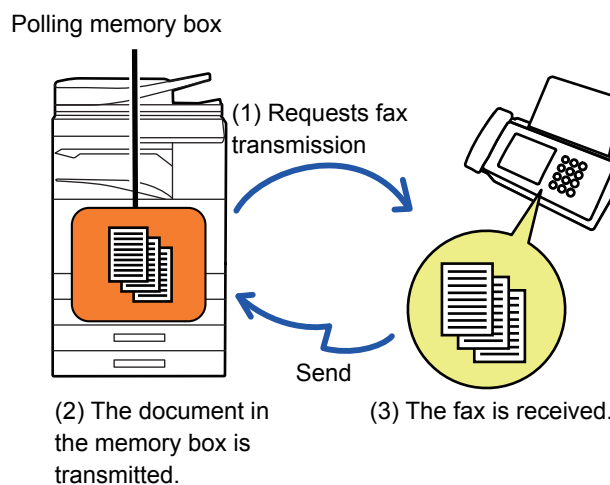 Polling memory box
(1) Requests fax
transmission
Send
(2) The document in
the memory box is
transmitted.
(3) The fax is received.